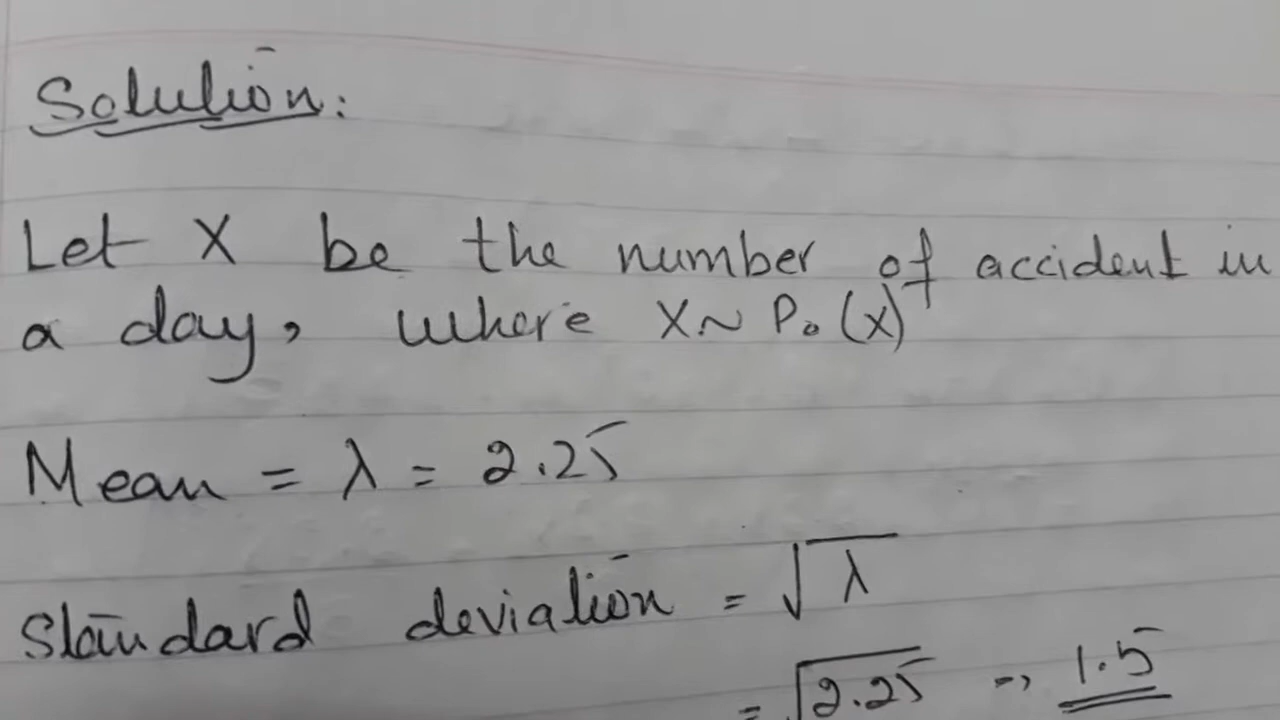 Solution:
Let X be the number of accident in
a day, where X~ Po(x)
Mean = λ = 2.25
Standard deviation = √λ
= √2.25 => 1.5